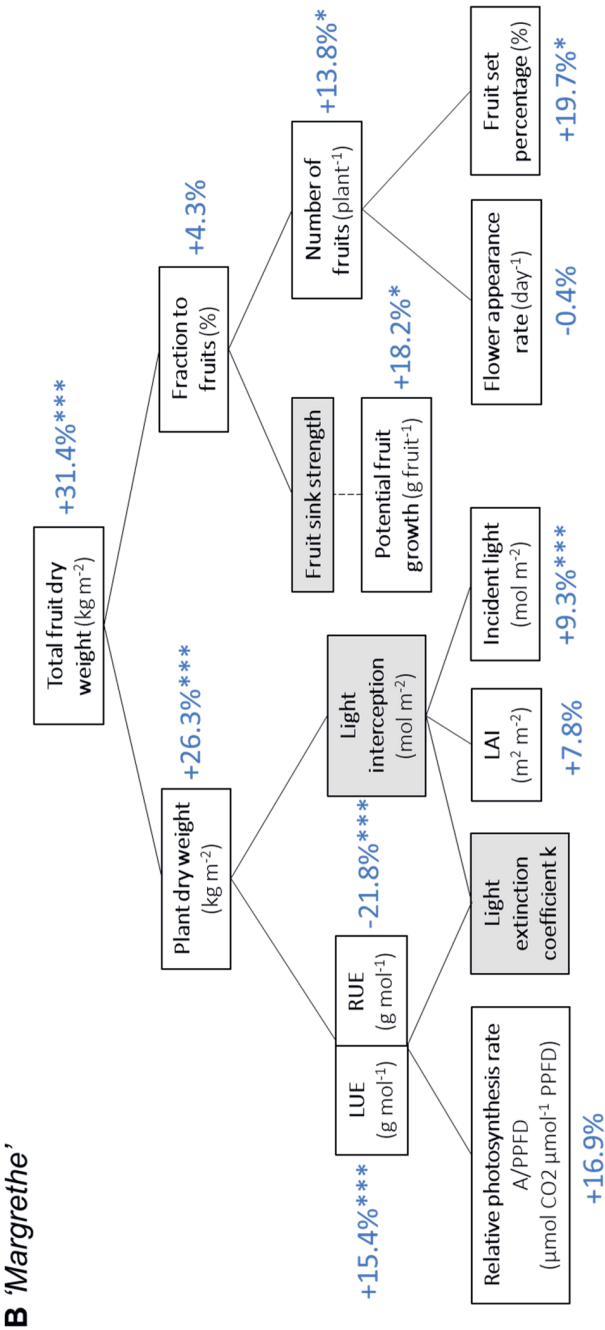 B 'Margrethe'
Total fruit dry
weight (kg m-2)
+31.4%***
Plant dry weight
(kg m-2)
+26.3%***
Fraction to
fruits (%)
+4.3%
LUE
(g mol-1)
+15.4%***
RUE
(g mol-1)
-21.8%***
Light
interception
(mol m-2)
Fruit sink strength
Potential fruit
growth (g fruit-1)
+18.2%*
Number of
fruits (plant-1)
+13.8%*
Relative photosynthesis rate
A/PPFD
(µmol CO2 µmol-1 PPFD)
+16.9%
Light
extinction
coefficient k
LAI
(m2 m-2)
+7.8%
Incident light
(mol m-2)
+9.3%***
Flower appearance
rate (day-1)
-0.4%
Fruit set
percentage (%)
+19.7%*